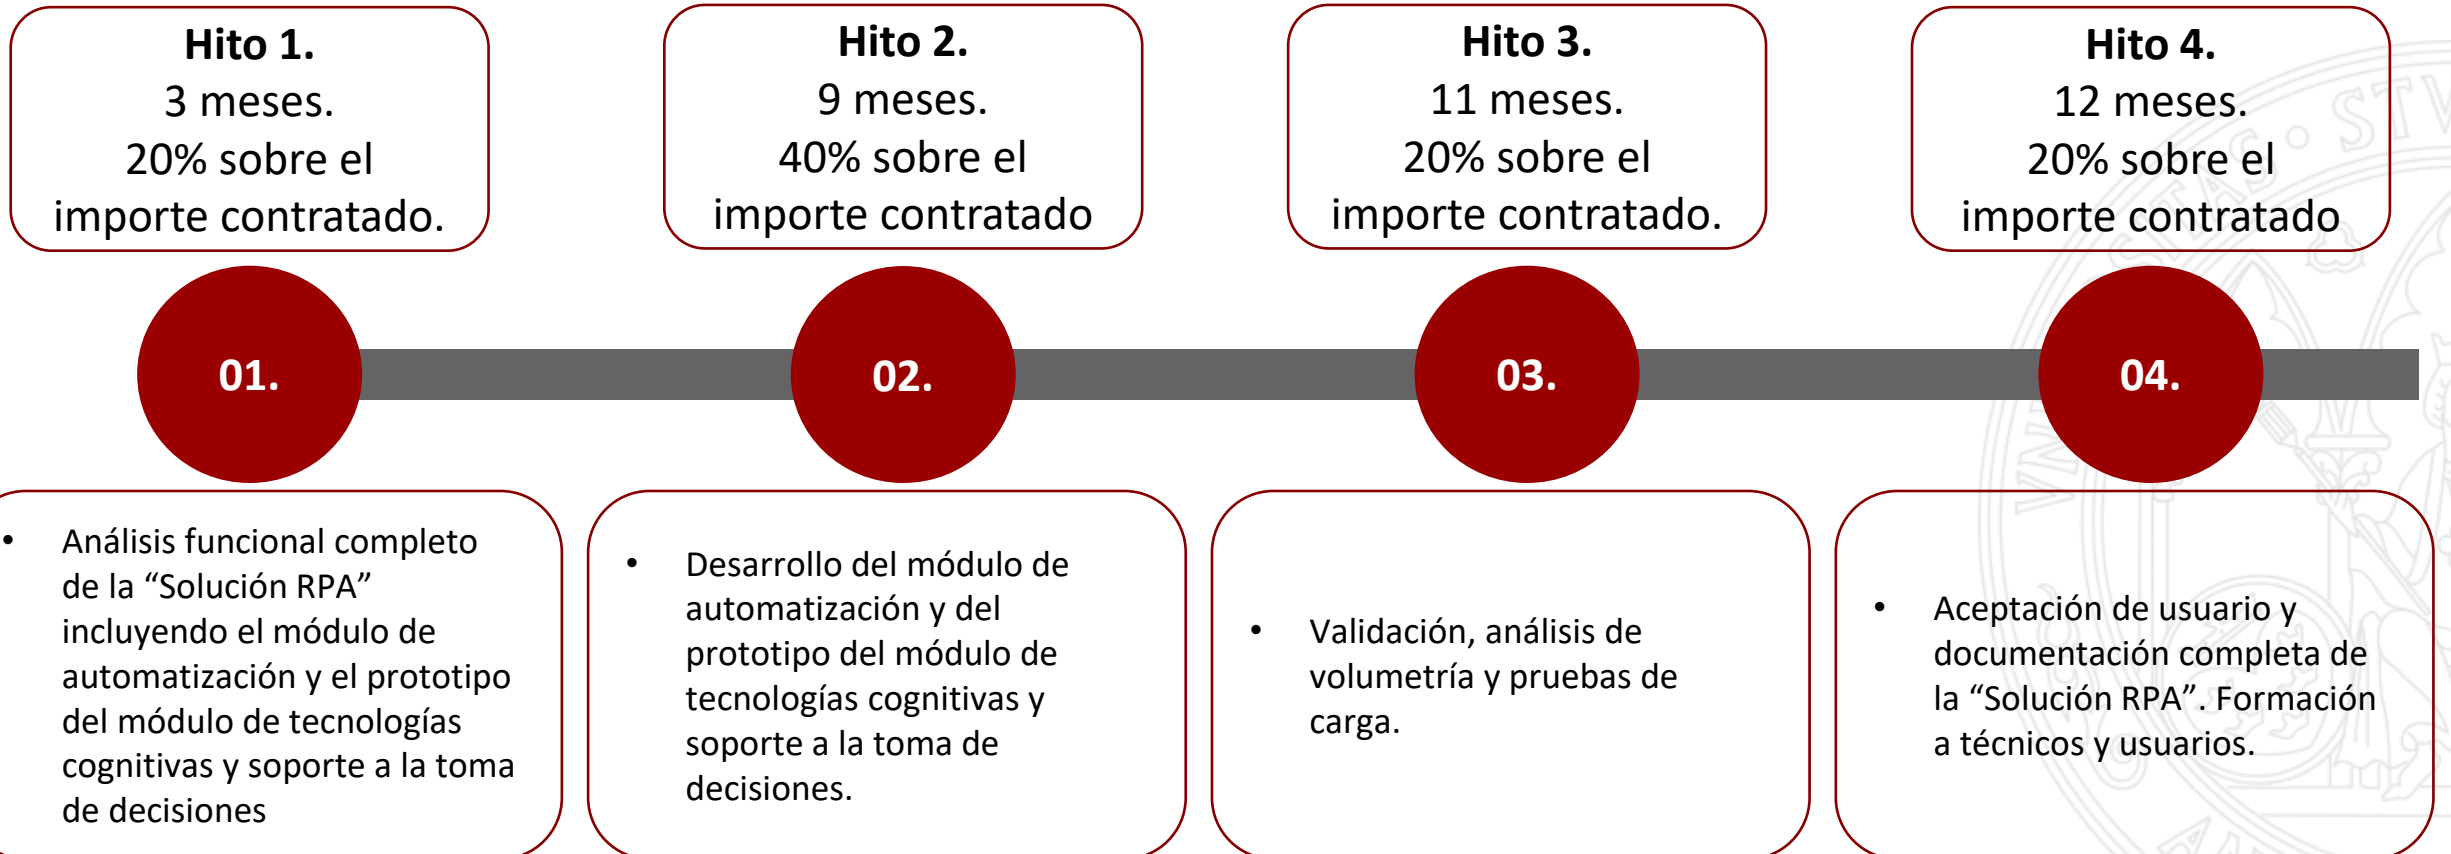 Hito 1.
3 meses.
20% sobre el
importe contratado.
Hito 2.
9 meses.
40% sobre el
importe contratado
Hito 3.
11 meses.
20% sobre el
importe contratado.
Hito 4.
12 meses.
20% sobre el
importe contratado
01.
02.
03.
04.
• Análisis funcional completo
de la “Solución RPA”
incluyendo el módulo de
automatización y el prototipo
del módulo de tecnologías
cognitivas y soporte a la toma
de decisiones
• Desarrollo del módulo de
automatización y del
prototipo del módulo de
tecnologías cognitivas y
soporte a la toma de
decisiones.
• Validación, análisis de
volumetría y pruebas de
carga.
• Aceptación de usuario y
documentación completa de
la “Solución RPA”. Formación
a técnicos y usuarios.